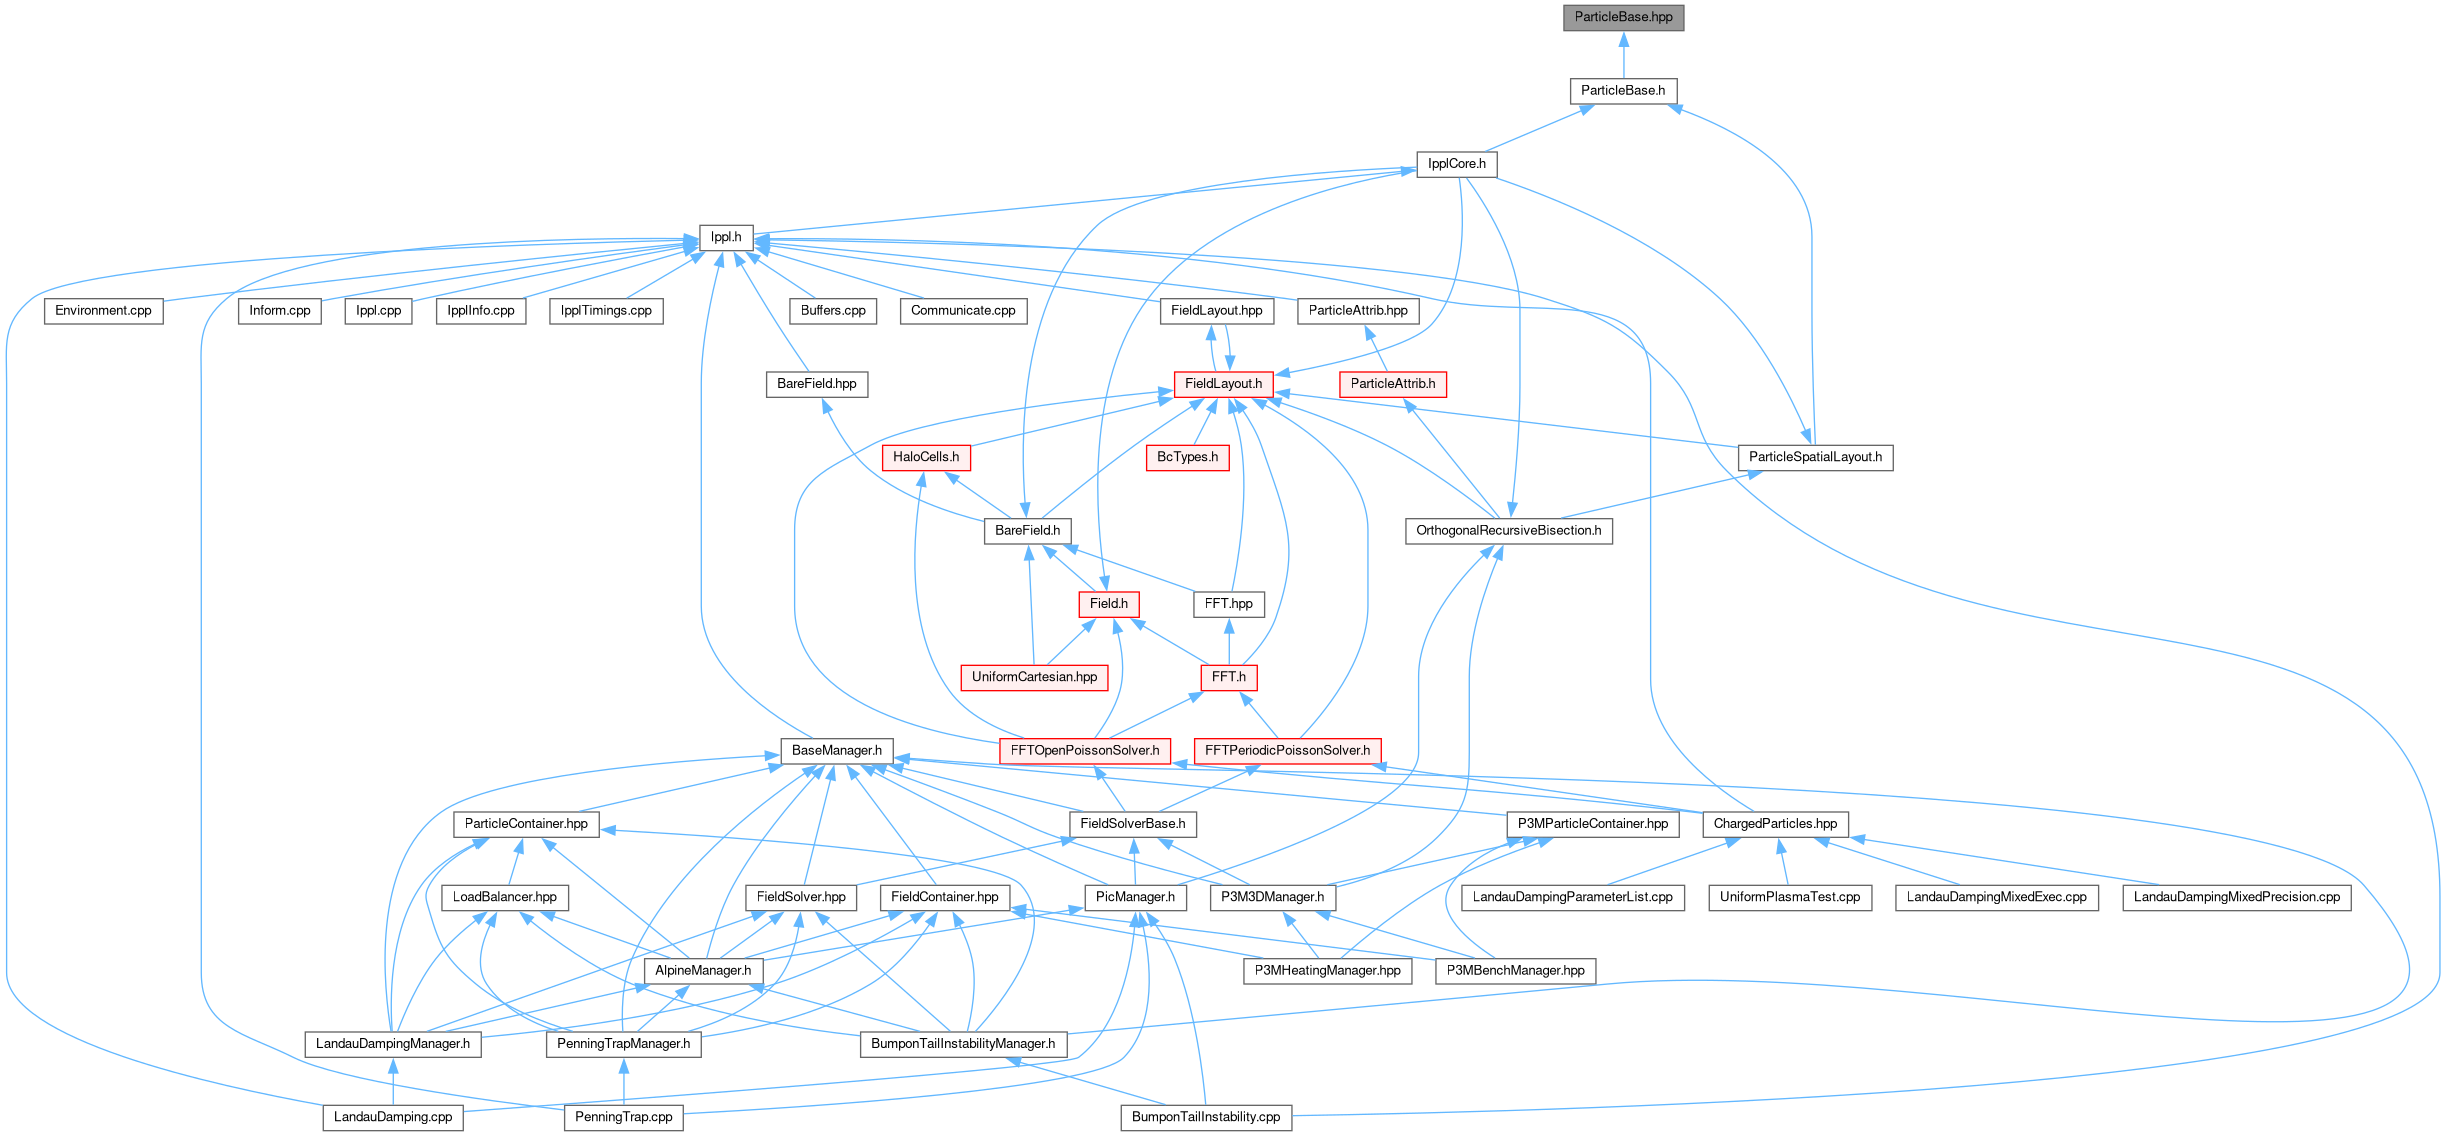 ParticleBase.hpp
ParticleBase.h
IpplCore.h
Ippl.h
Environment.cpp
Inform.cpp
Ippl.cpp
IpplInfo.cpp
IpplTimings.cpp
Buffers.cpp
Communicate.cpp
FieldLayout.hpp
ParticleAttrib.hpp
BareField.hpp
FieldLayout.h
ParticleAttrib.h
HaloCells.h
BcTypes.h
ParticleSpatialLayout.h
BareField.h
OrthogonalRecursiveBisection.h
Field.h
FFT.hpp
UniformCartesian.hpp
FFT.h
BaseManager.h
FFTOpenPoissonSolver.h
FFTPeriodicPoissonSolver.h
ParticleContainer.hpp
FieldSolverBase.h
P3MParticleContainer.hpp
ChargedParticles.hpp
LoadBalancer.hpp
FieldSolver.hpp
FieldContainer.hpp
PicManager.h
P3M3DManager.h
LandauDampingParameterList.cpp
UniformPlasmaTest.cpp
LandauDampingMixedExec.cpp
LandauDampingMixedPrecision.cpp
AlpineManager.h
P3MHeatingManager.hpp
P3MBenchManager.hpp
LandauDampingManager.h
PenningTrapManager.h
BumponTailInstabilityManager.h
LandauDamping.cpp
PenningTrap.cpp
BumponTailInstability.cpp